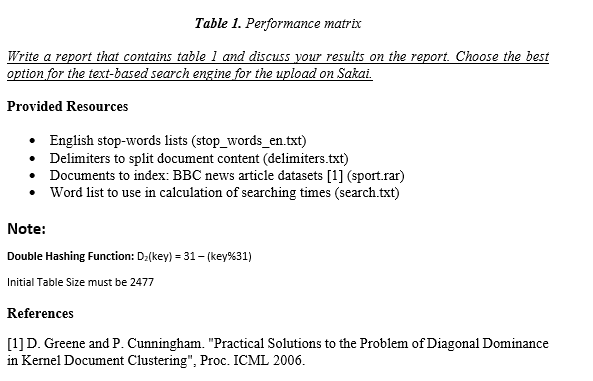 Table 1. Performance matrix
Write a report that contains table 1 and discuss your results on the report. Choose the best
option for the text-based search engine for the upload on Sakai.
Provided Resources
• English stop-words lists (stop_words_en.txt)
• Delimiters to split document content (delimiters.txt)
• Documents to index: BBC news article datasets [1] (sport.rar)
• Word list to use in calculation of searching times (search.txt)
Note:
Double Hashing Function: D₂(key) = 31 – (key%31)
Initial Table Size must be 2477
References
[1] D. Greene and P. Cunningham. "Practical Solutions to the Problem of Diagonal Dominance
in Kernel Document Clustering", Proc. ICML 2006.